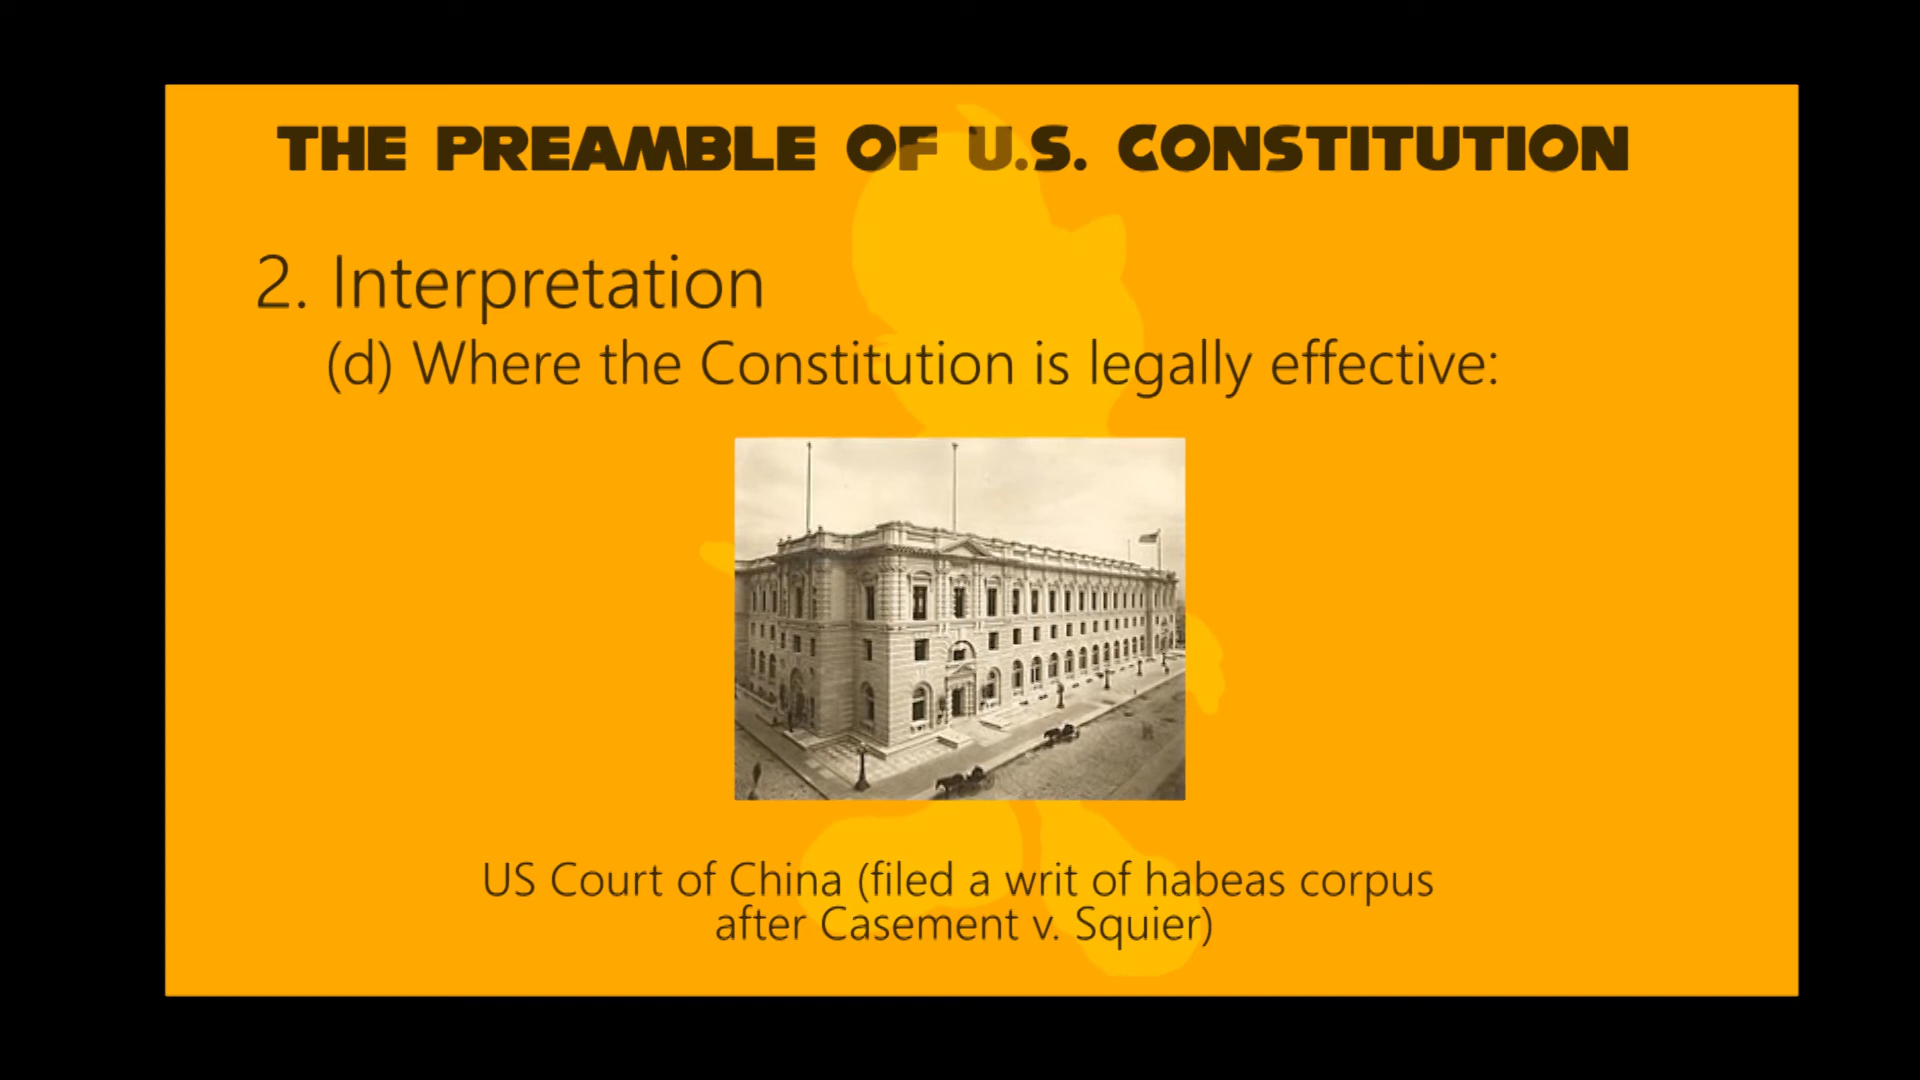 THE PREAMBLE OF U.S. CONSTITUTION
2. Interpretation
(d) Where the Constitution is legally effective:
US Court of China (filed a writ of habeas corpus
after Casement v. Squier)